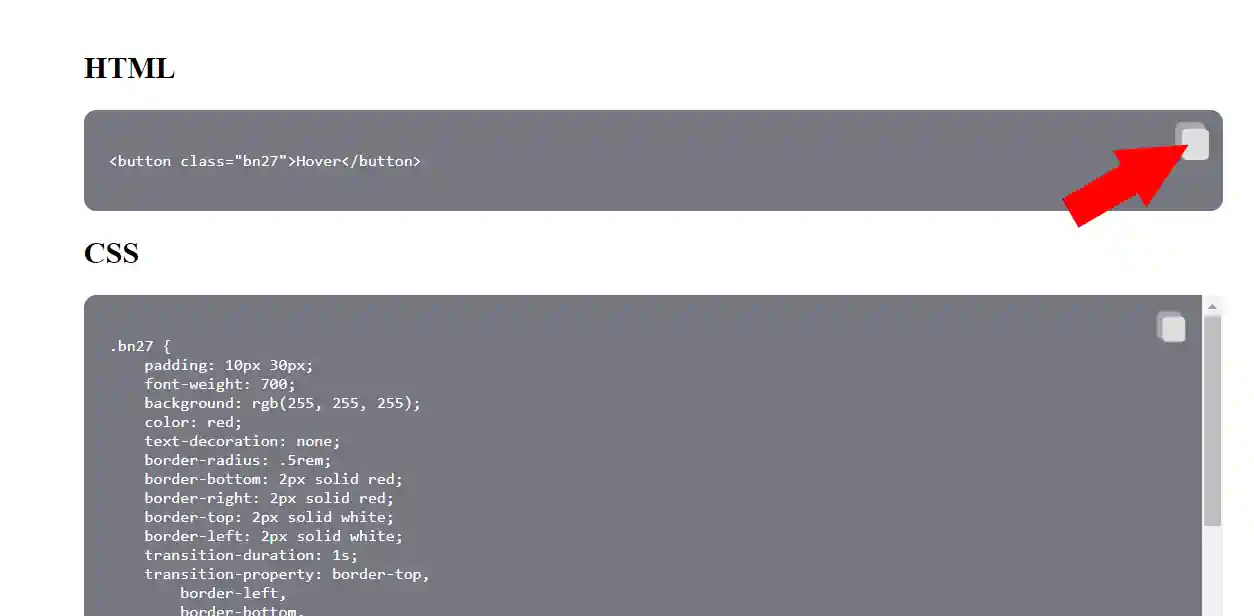 HTML
<button class="bn27">Hover</button>
CSS
.bn27 {
    padding: 10px 30px;
    font-weight: 700;
    background: rgb(255, 255, 255);
    color: red;
    text-decoration: none;
    border-radius: .5rem;
    border-bottom: 2px solid red;
    border-right: 2px solid red;
    border-top: 2px solid white;
    border-left: 2px solid white;
    transition-duration: 1s;
    transition-property: border-top,
        border-left,
        border-bottom,